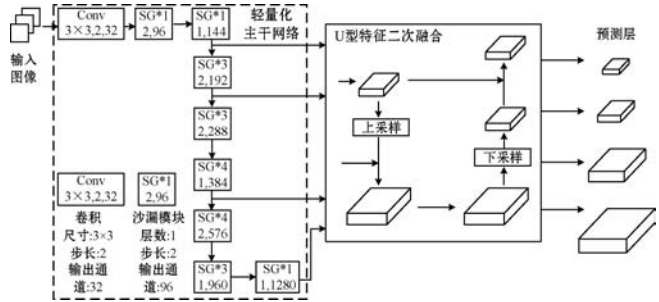 Conv
3×3,2,32
SG*1
2,96
SG*1
1,144
轻量化
主干网络
输入
图像
SG*3
2,192
SG*3
2,288
SG*4
1,384
SG*4
2,576
SG*3
1,960
SG*1
1,1280
Conv
3×3,2,32
卷积
尺寸:3×3
步长:2
输出通
道:32
SG*1
2,96
沙漏模块
层数:1
步长:2
输出通
道:96
U型特征二次融合
上采样
下采样
预测层